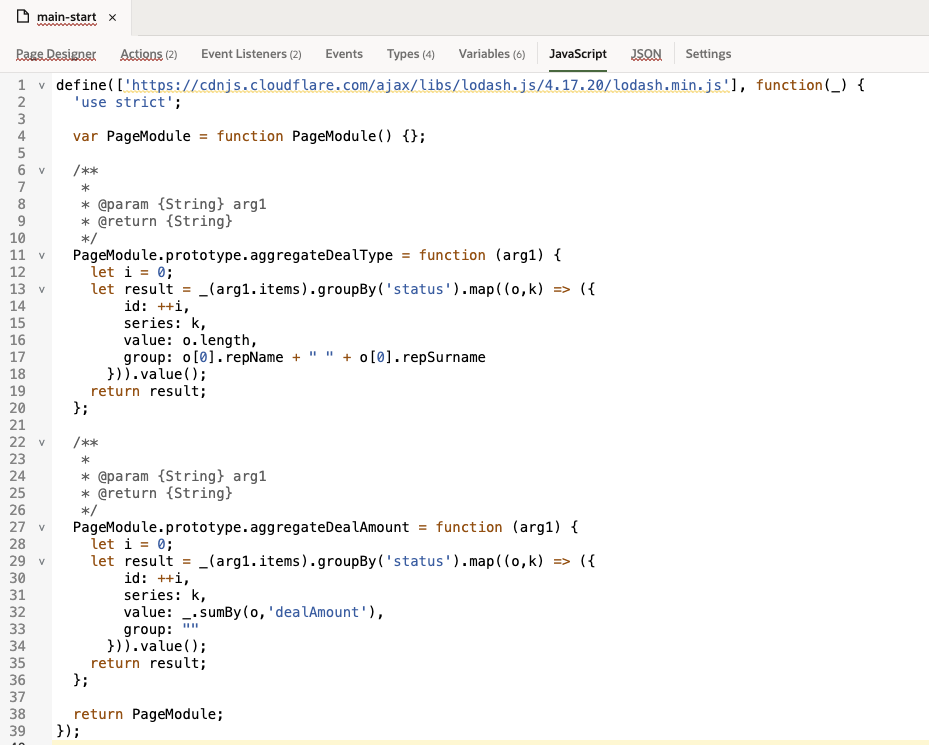 main-start ×
Page Designer Actions (2) Event Listeners (2) Events Types (4) Variables (6) JavaScript JSON Settings
1 define(['https://cdnjs.cloudflare.com/ajax/libs/lodash.js/4.17.20/lodash.min.js'], function(_) {
2   'use strict';
3
4   var PageModule = function PageModule() {};
5
6   /**
7    *
8    * @param {String} arg1
9    * @return {String}
10    */
11   PageModule.prototype.aggregateDealType = function (arg1) {
12     let i = 0;
13     let result = _(arg1.items).groupBy('status').map((o,k) => ({
14         id: ++i,
15         series: k,
16         value: o.length,
17         group: o[0].repName + " " + o[0].repSurname
18       })).value();
19     return result;
20   };
21
22   /**
23    *
24    * @param {String} arg1
25    * @return {String}
26    */
27   PageModule.prototype.aggregateDealAmount = function (arg1) {
28     let i = 0;
29     let result = _(arg1.items).groupBy('status').map((o,k) => ({
30         id: ++i,
31         series: k,
32         value: _.sumBy(o,'dealAmount'),
33         group: ""
34       })).value();
35     return result;
36   };
37
38   return PageModule;
39 });